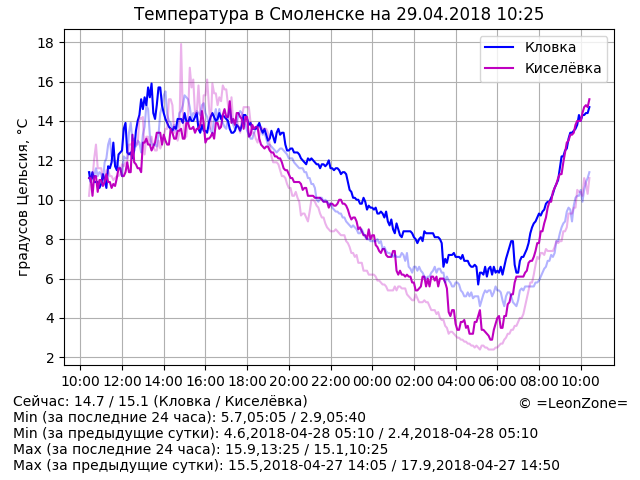 Температура в Смоленске на 29.04.2018 10:25
градусов Цельсия, °C
18
16
14
12
10
8
6
4
2
Кловка
Киселёвка
10:00 12:00 14:00 16:00 18:00 20:00 22:00 00:00 02:00 04:00 06:00 08:00 10:00
Сейчас: 14.7 / 15.1 (Кловка / Киселёвка)
© =LeonZone=
Min (за последние 24 часа): 5.7,05:05 / 2.9,05:40
Min (за предыдущие сутки): 4.6,2018-04-28 05:10 / 2.4,2018-04-28 05:10
Max (за последние 24 часа): 15.9,13:25 / 15.1,10:25
Max (за предыдущие сутки): 15.5,2018-04-27 14:05 / 17.9,2018-04-27 14:50